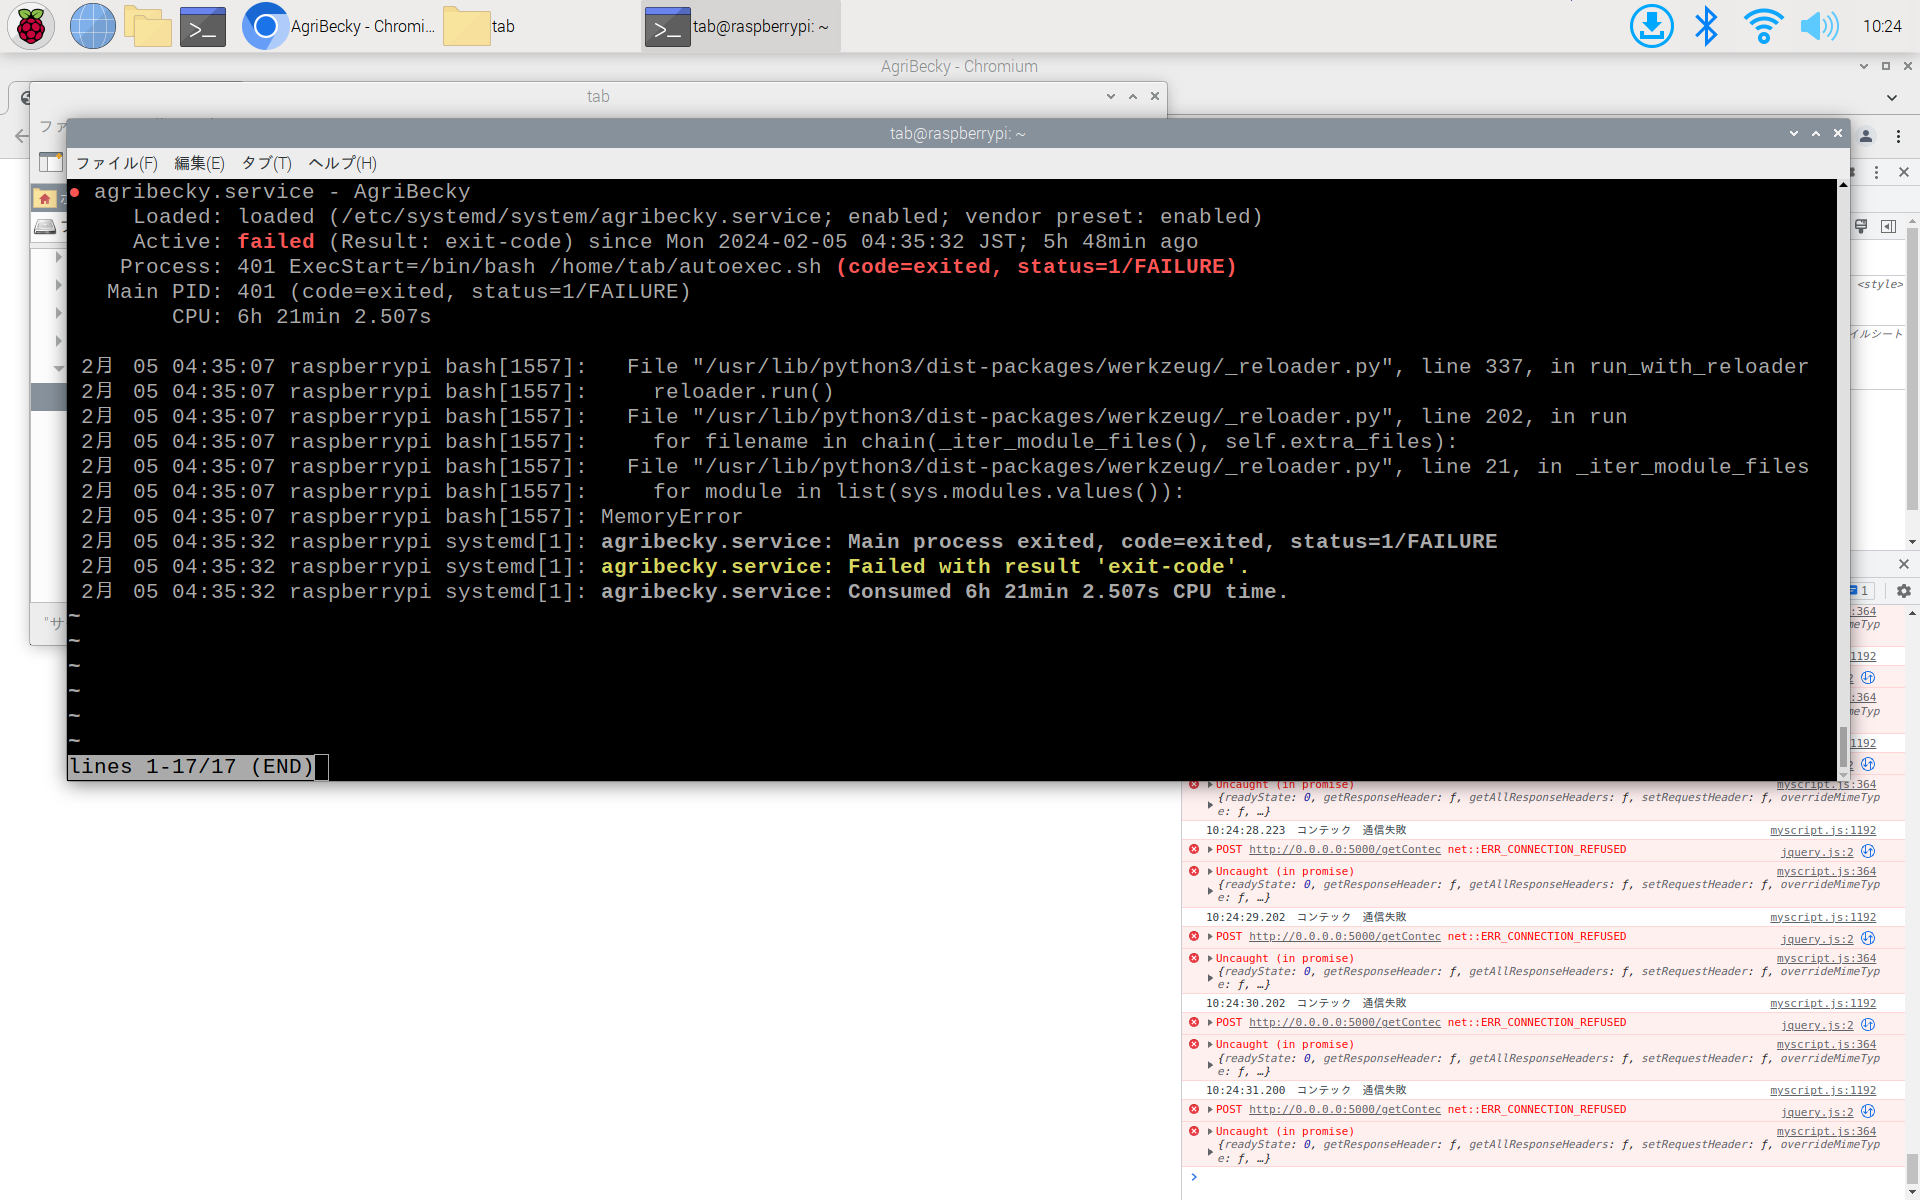 AgriBecky - Chromi...
tab
tab@raspberrypi: ~
10:24
AgriBecky - Chromium
tab
tab@raspberrypi: ~
ファイル(F) 編集(E) タブ(T) ヘルプ(H)
● agribecky.service - AgriBecky
Loaded: loaded (/etc/systemd/system/agribecky.service; enabled; vendor preset: enabled)
Active: failed (Result: exit-code) since Mon 2024-02-05 04:35:32 JST; 5h 48min ago
Process: 401 ExecStart=/bin/bash /home/tab/autoexec.sh (code=exited, status=1/FAILURE)
Main PID: 401 (code=exited, status=1/FAILURE)
CPU: 6h 21min 2.507s
2月 05 04:35:07 raspberrypi bash[1557]: File "/usr/lib/python3/dist-packages/werkzeug/_reloader.py", line 337, in run_with_reloader
2月 05 04:35:07 raspberrypi bash[1557]: reloader.run()
2月 05 04:35:07 raspberrypi bash[1557]: File "/usr/lib/python3/dist-packages/werkzeug/_reloader.py", line 202, in run
2月 05 04:35:07 raspberrypi bash[1557]: for filename in chain(_iter_module_files(), self.extra_files):
2月 05 04:35:07 raspberrypi bash[1557]: File "/usr/lib/python3/dist-packages/werkzeug/_reloader.py", line 21, in _iter_module_files
2月 05 04:35:07 raspberrypi bash[1557]: for module in list(sys.modules.values()):
2月 05 04:35:07 raspberrypi bash[1557]: MemoryError
2月 05 04:35:32 raspberrypi systemd[1]: agribecky.service: Main process exited, code=exited, status=1/FAILURE
2月 05 04:35:32 raspberrypi systemd[1]: agribecky.service: Failed with result 'exit-code'.
2月 05 04:35:32 raspberrypi systemd[1]: agribecky.service: Consumed 6h 21min 2.507s CPU time.
~
~
~
~
~
~
lines 1-17/17 (END)
ファ
"サ
<style>
イルシート
1
:364
meTyp
:1192
:364
meTyp
:1192
Uncaught (in promise) myscript.js:364
{readyState: 0, getResponseHeader: ƒ, getAllResponseHeaders: ƒ, setRequestHeader: ƒ, overrideMimeTyp
e: ƒ, …}
10:24:28.223 コンテック 通信失敗 myscript.js:1192
POST http://0.0.0.0:5000/getContec net::ERR_CONNECTION_REFUSED jquery.js:2
Uncaught (in promise) myscript.js:364
{readyState: 0, getResponseHeader: ƒ, getAllResponseHeaders: ƒ, setRequestHeader: ƒ, overrideMimeTyp
e: ƒ, …}
10:24:29.202 コンテック 通信失敗 myscript.js:1192
POST http://0.0.0.0:5000/getContec net::ERR_CONNECTION_REFUSED jquery.js:2
Uncaught (in promise) myscript.js:364
{readyState: 0, getResponseHeader: ƒ, getAllResponseHeaders: ƒ, setRequestHeader: ƒ, overrideMimeTyp
e: ƒ, …}
10:24:30.202 コンテック 通信失敗 myscript.js:1192
POST http://0.0.0.0:5000/getContec net::ERR_CONNECTION_REFUSED jquery.js:2
Uncaught (in promise) myscript.js:364
{readyState: 0, getResponseHeader: ƒ, getAllResponseHeaders: ƒ, setRequestHeader: ƒ, overrideMimeTyp
e: ƒ, …}
10:24:31.200 コンテック 通信失敗 myscript.js:1192
POST http://0.0.0.0:5000/getContec net::ERR_CONNECTION_REFUSED jquery.js:2
Uncaught (in promise) myscript.js:364
{readyState: 0, getResponseHeader: ƒ, getAllResponseHeaders: ƒ, setRequestHeader: ƒ, overrideMimeTyp
e: ƒ, …}